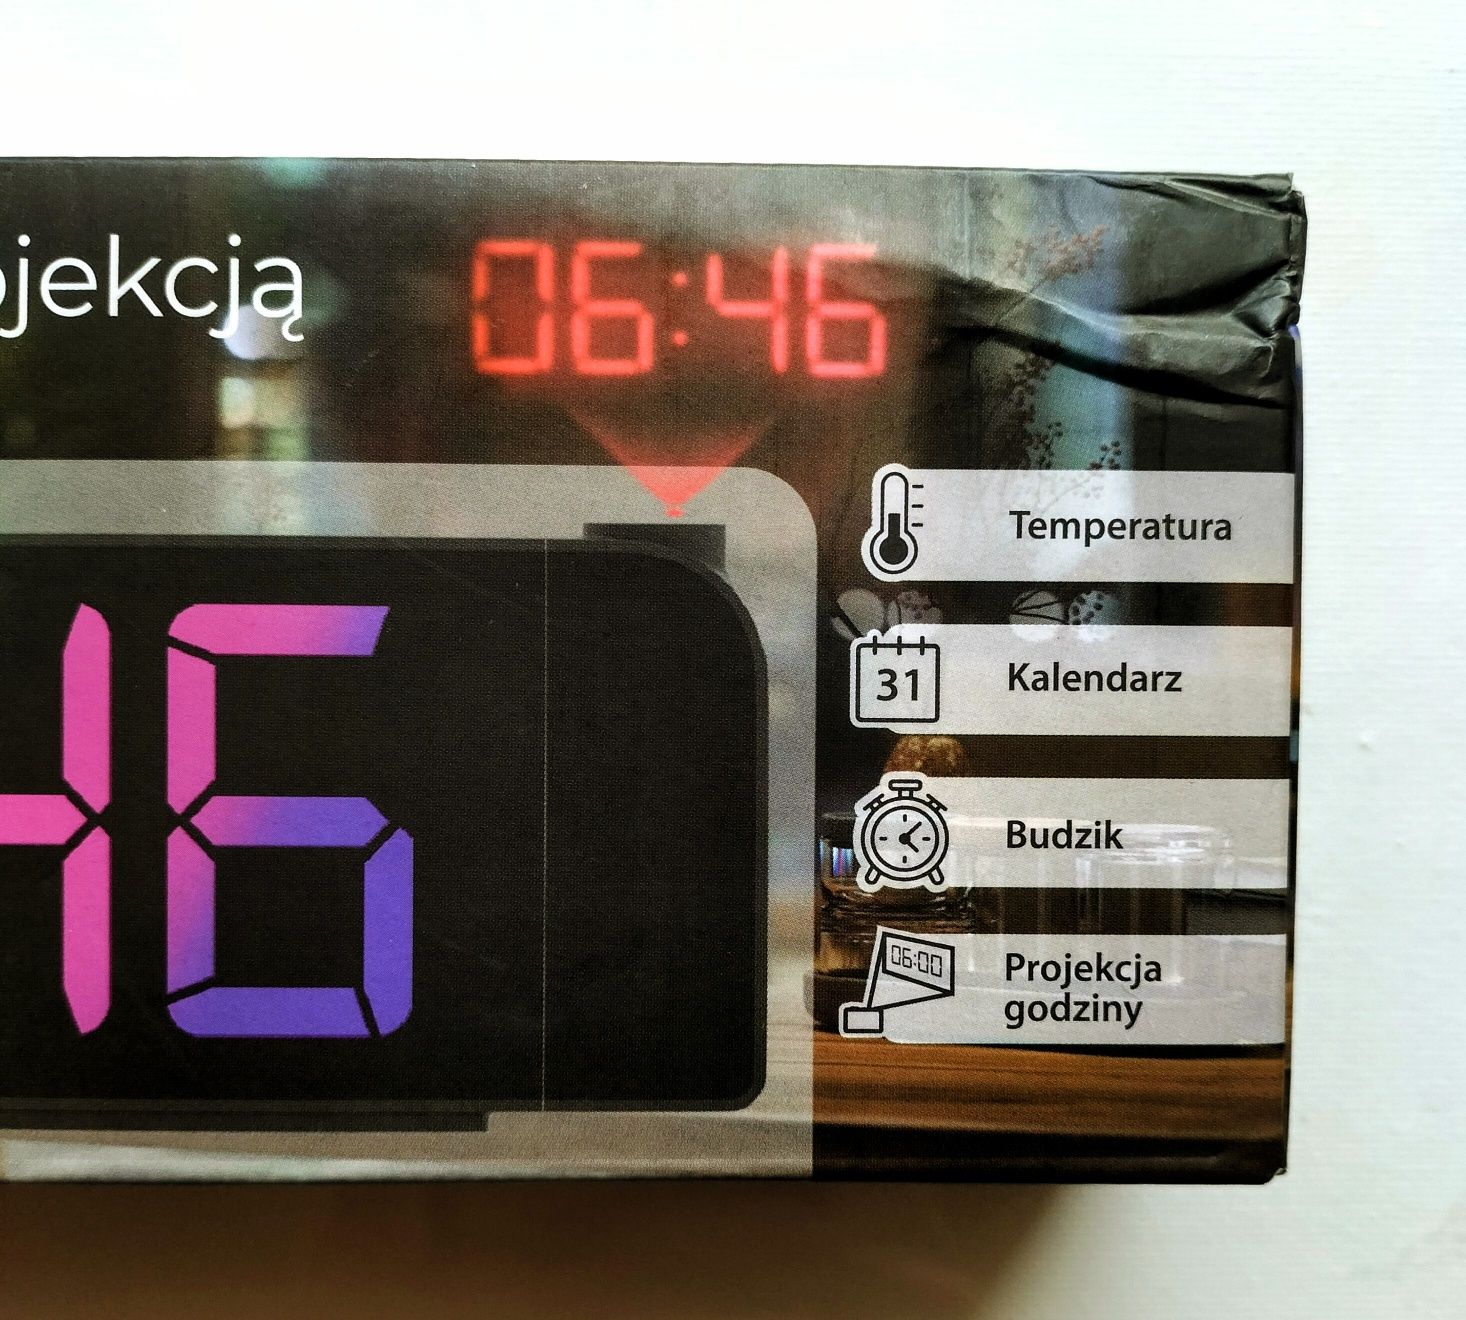 ojekcją
06:46
46
Temperatura
31
Kalendarz
Budzik
06:00
Projekcja
godziny